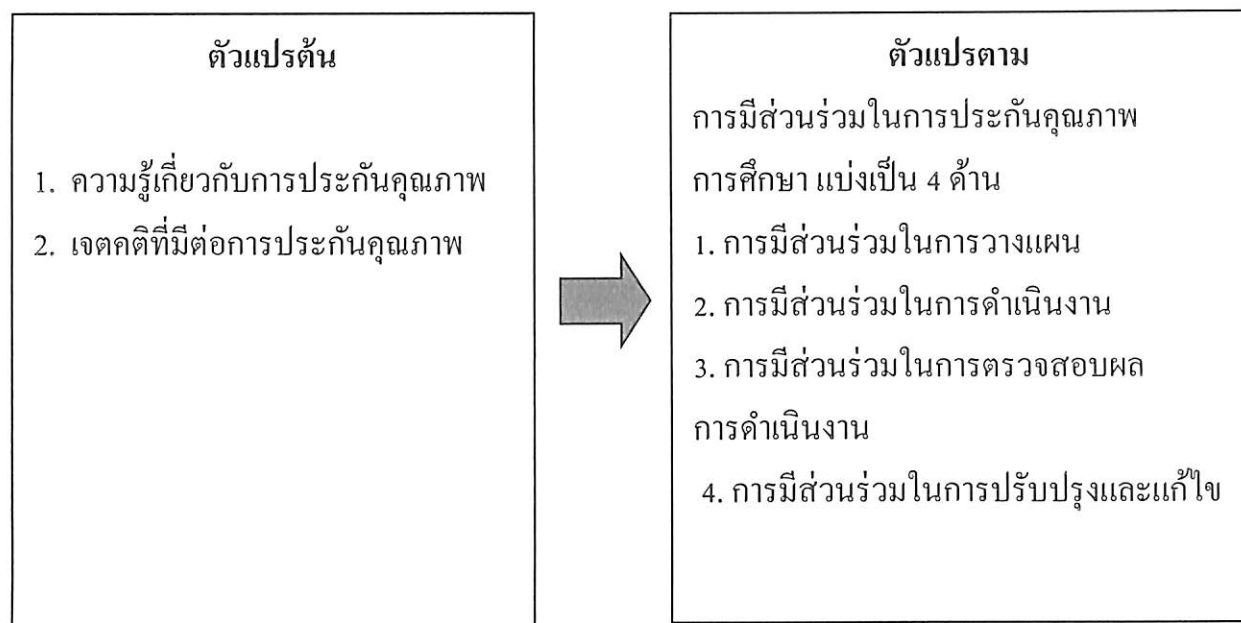 ตัวแปรต้น
1. ความรู้เกี่ยวกับการประกันคุณภาพ
2. เจตคติที่มีต่อการประกันคุณภาพ
ตัวแปรตาม
การมีส่วนร่วมในการประกันคุณภาพ
การศึกษา แบ่งเป็น 4 ด้าน
1. การมีส่วนร่วมในการวางแผน
2. การมีส่วนร่วมในการดำเนินงาน
3. การมีส่วนร่วมในการตรวจสอบผล
การดำเนินงาน
4. การมีส่วนร่วมในการปรับปรุงและแก้ไข